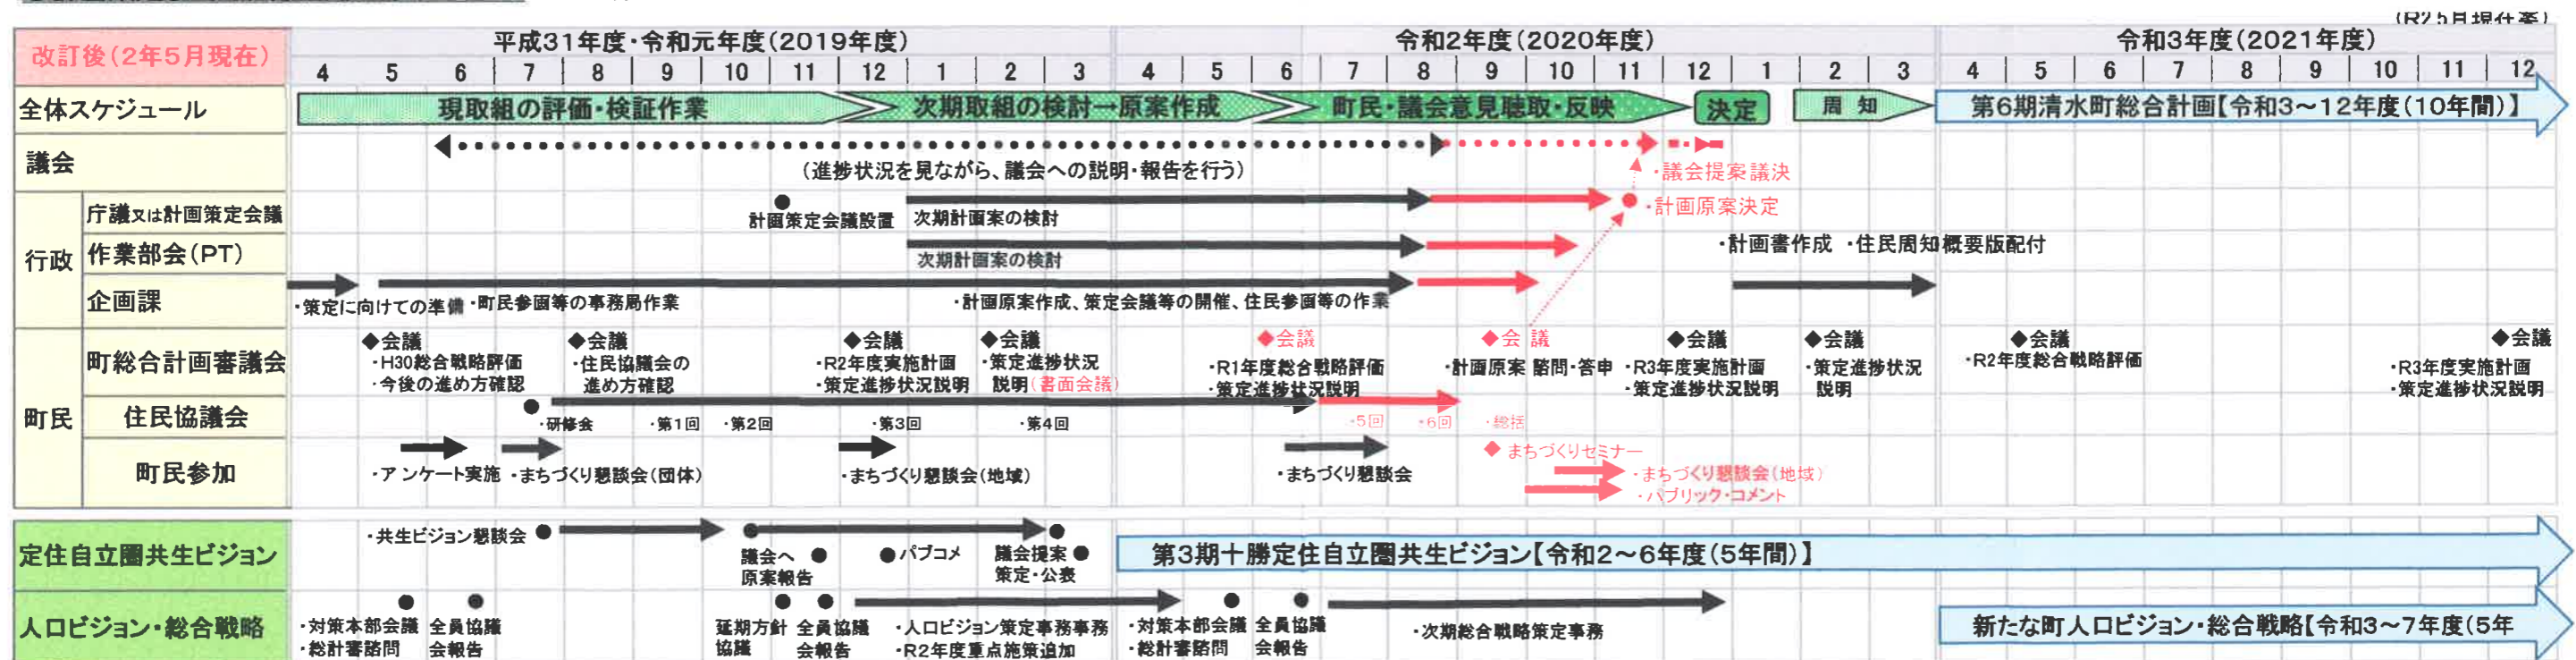 (R2.5月現在案)
改訂後(2年5月現在)
平成31年度・令和元年度(2019年度)
令和2年度(2020年度)
令和3年度(2021年度)
4 5 6 7 8 9 10 11 12 1 2 3 4 5 6 7 8 9 10 11 12 1 2 3 4 5 6 7 8 9 10 11 12
全体スケジュール
現取組の評価・検証作業
次期取組の検討→原案作成
町民・議会意見聴取・反映
決定
周 知
第6期清水町総合計画【令和3～12年度(10年間)】
議会
(進捗状況を見ながら、議会への説明・報告を行う)
・議会提案議決
行政
庁議又は計画策定会議
計画策定会議設置
次期計画案の検討
・計画原案決定
作業部会(PT)
次期計画案の検討
・計画書作成 ・住民周知概要版配付
企画課
・策定に向けての準備
・町民参画等の事務局作業
・計画原案作成、策定会議等の開催、住民参画等の作業
町民
町総合計画審議会
◆会議
・H30総合戦略評価
・今後の進め方確認
◆会議
・住民協議会の
進め方確認
◆会議
・R2年度実施計画
・策定進捗状況説明
◆会議
・策定進捗状況
説明(書面会議)
◆会議
・R1年度総合戦略評価
・策定進捗状況説明
◆会議
・計画原案 諮問・答申
◆会議
・R3年度実施計画
・策定進捗状況説明
◆会議
・策定進捗状況
説明
◆会議
・R2年度総合戦略評価
◆会議
・R3年度実施計画
・策定進捗状況説明
住民協議会
・研修会
・第1回
・第2回
・第3回
・第4回
・5回
・6回
・総括
町民参加
・アンケート実施
・まちづくり懇談会(団体)
・まちづくり懇談会(地域)
・まちづくり懇談会
◆まちづくりセミナー
・まちづくり懇談会(地域)
・パブリック・コメント
定住自立圏共生ビジョン
・共生ビジョン懇談会
議会へ
原案報告
パブコメ
議会提案
策定・公表
第3期十勝定住自立圏共生ビジョン【令和2～6年度(5年間)】
人口ビジョン・総合戦略
・対策本部会議
・総計審諮問
全員協議
会報告
延期方針
協議
全員協議
会報告
・人口ビジョン策定事務事務
・R2年度重点施策追加
・対策本部会議
・総計審諮問
全員協議
会報告
・次期総合戦略策定事務
新たな町人口ビジョン・総合戦略【令和3～7年度(5年